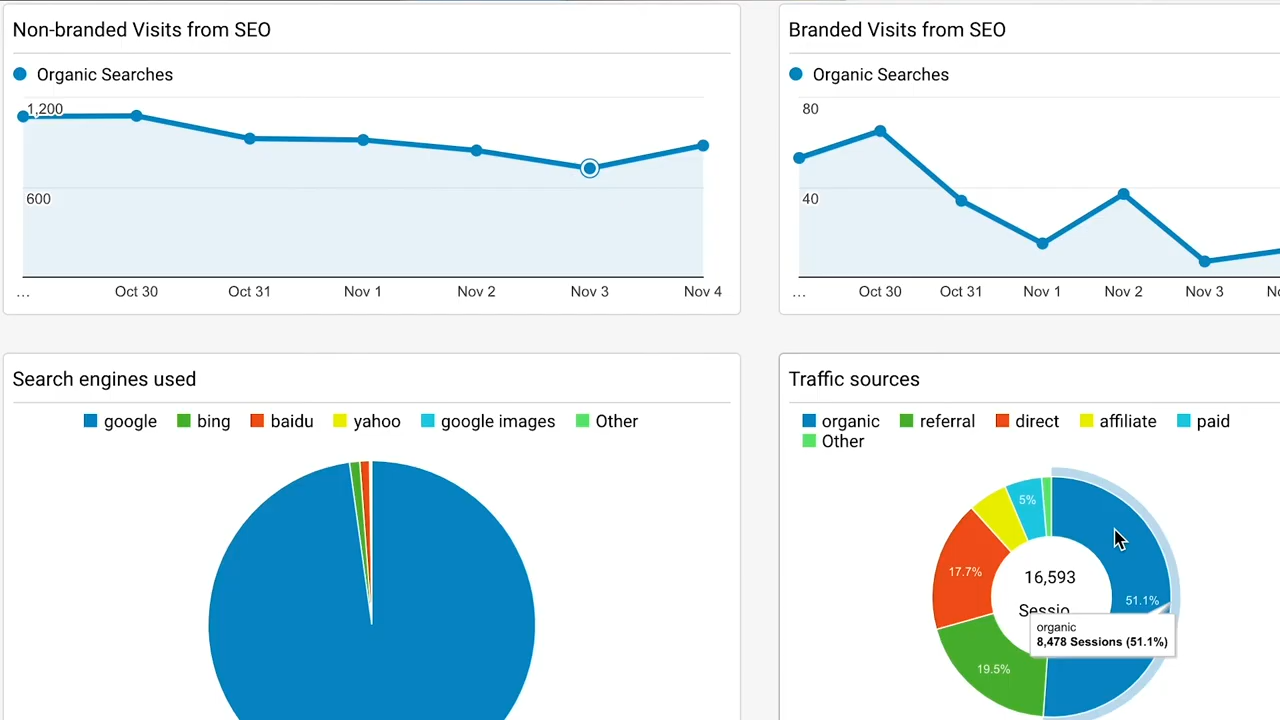 Non-branded Visits from SEO
Organic Searches
1,200
600
...
Oct 30
Oct 31
Nov 1
Nov 2
Nov 3
Nov 4
Branded Visits from SEO
Organic Searches
80
40
...
Oct 30
Oct 31
Nov 1
Nov 2
Nov 3
Search engines used
google
bing
baidu
yahoo
google images
Other
Traffic sources
organic
referral
direct
affiliate
paid
Other
5%
17.7%
16,593
Sessio
51.1%
organic
8,478 Sessions (51.1%)
19.5%